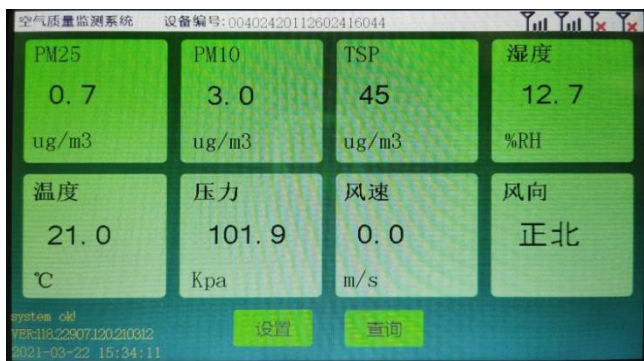 空气质量监测系统 设备编号:00402420112602416044
PM25 PM10 TSP 湿度
0.7 3.0 45 12.7
ug/m3 ug/m3 ug/m3 %RH
温度 压力 风速 风向
21.0 101.9 0.0 正北
℃ Kpa m/s
system ok!
设置 查询
VER:118.22907.120.210312
2021-03-22 15:34:11